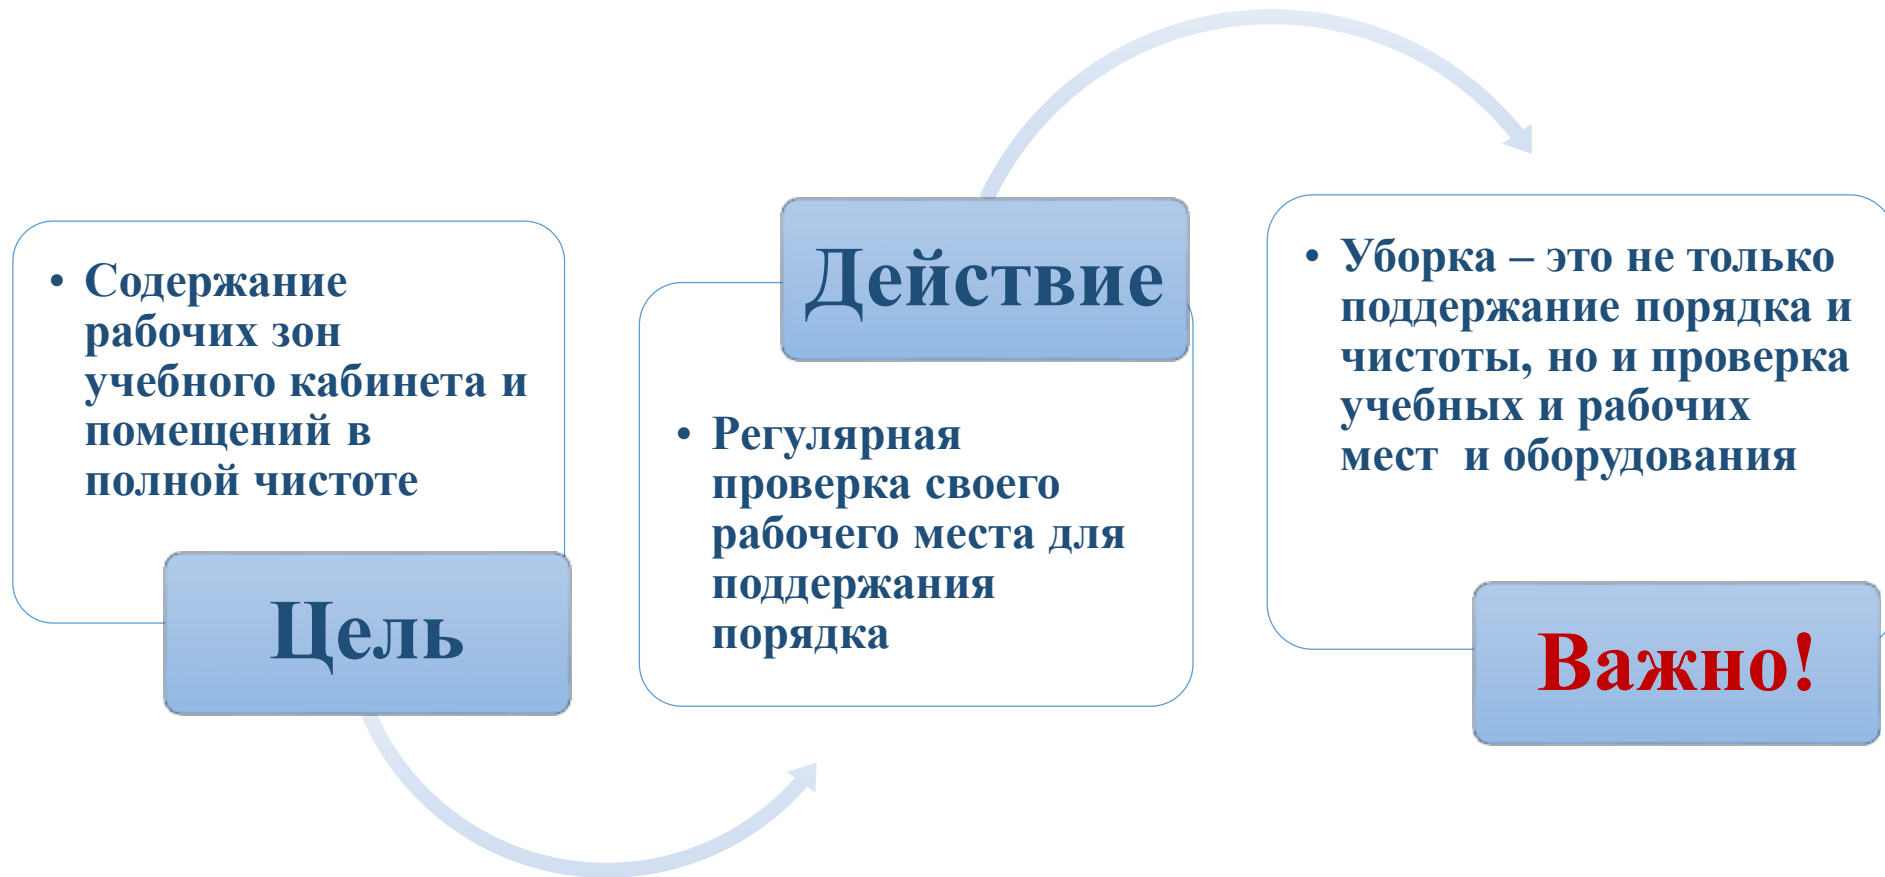 • Содержание
рабочих зон
учебного кабинета и
помещений в
полной чистоте
Цель
Действие
• Регулярная
проверка своего
рабочего места для
поддержания
порядка
• Уборка – это не только
поддержание порядка и
чистоты, но и проверка
учебных и рабочих
мест  и оборудования
Важно!